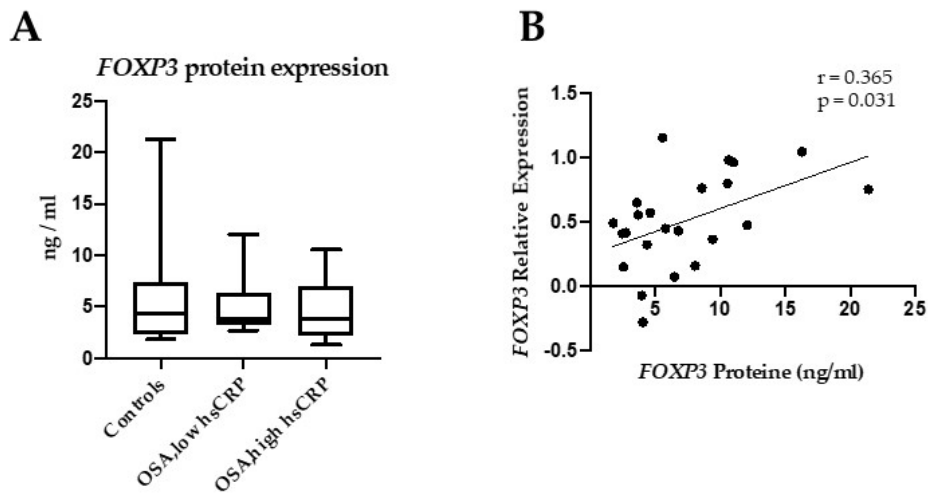 A
FOXP3 protein expression
25
20
15
10
5
0
ng / ml
Controls
OSA,low hsCRP
OSA,high hsCRP
B
r = 0.365
p = 0.031
1.5
1.0
0.5
0.0
-0.5
5
10
15
20
25
FOXP3 Relative Expression
FOXP3 Proteine (ng/ml)